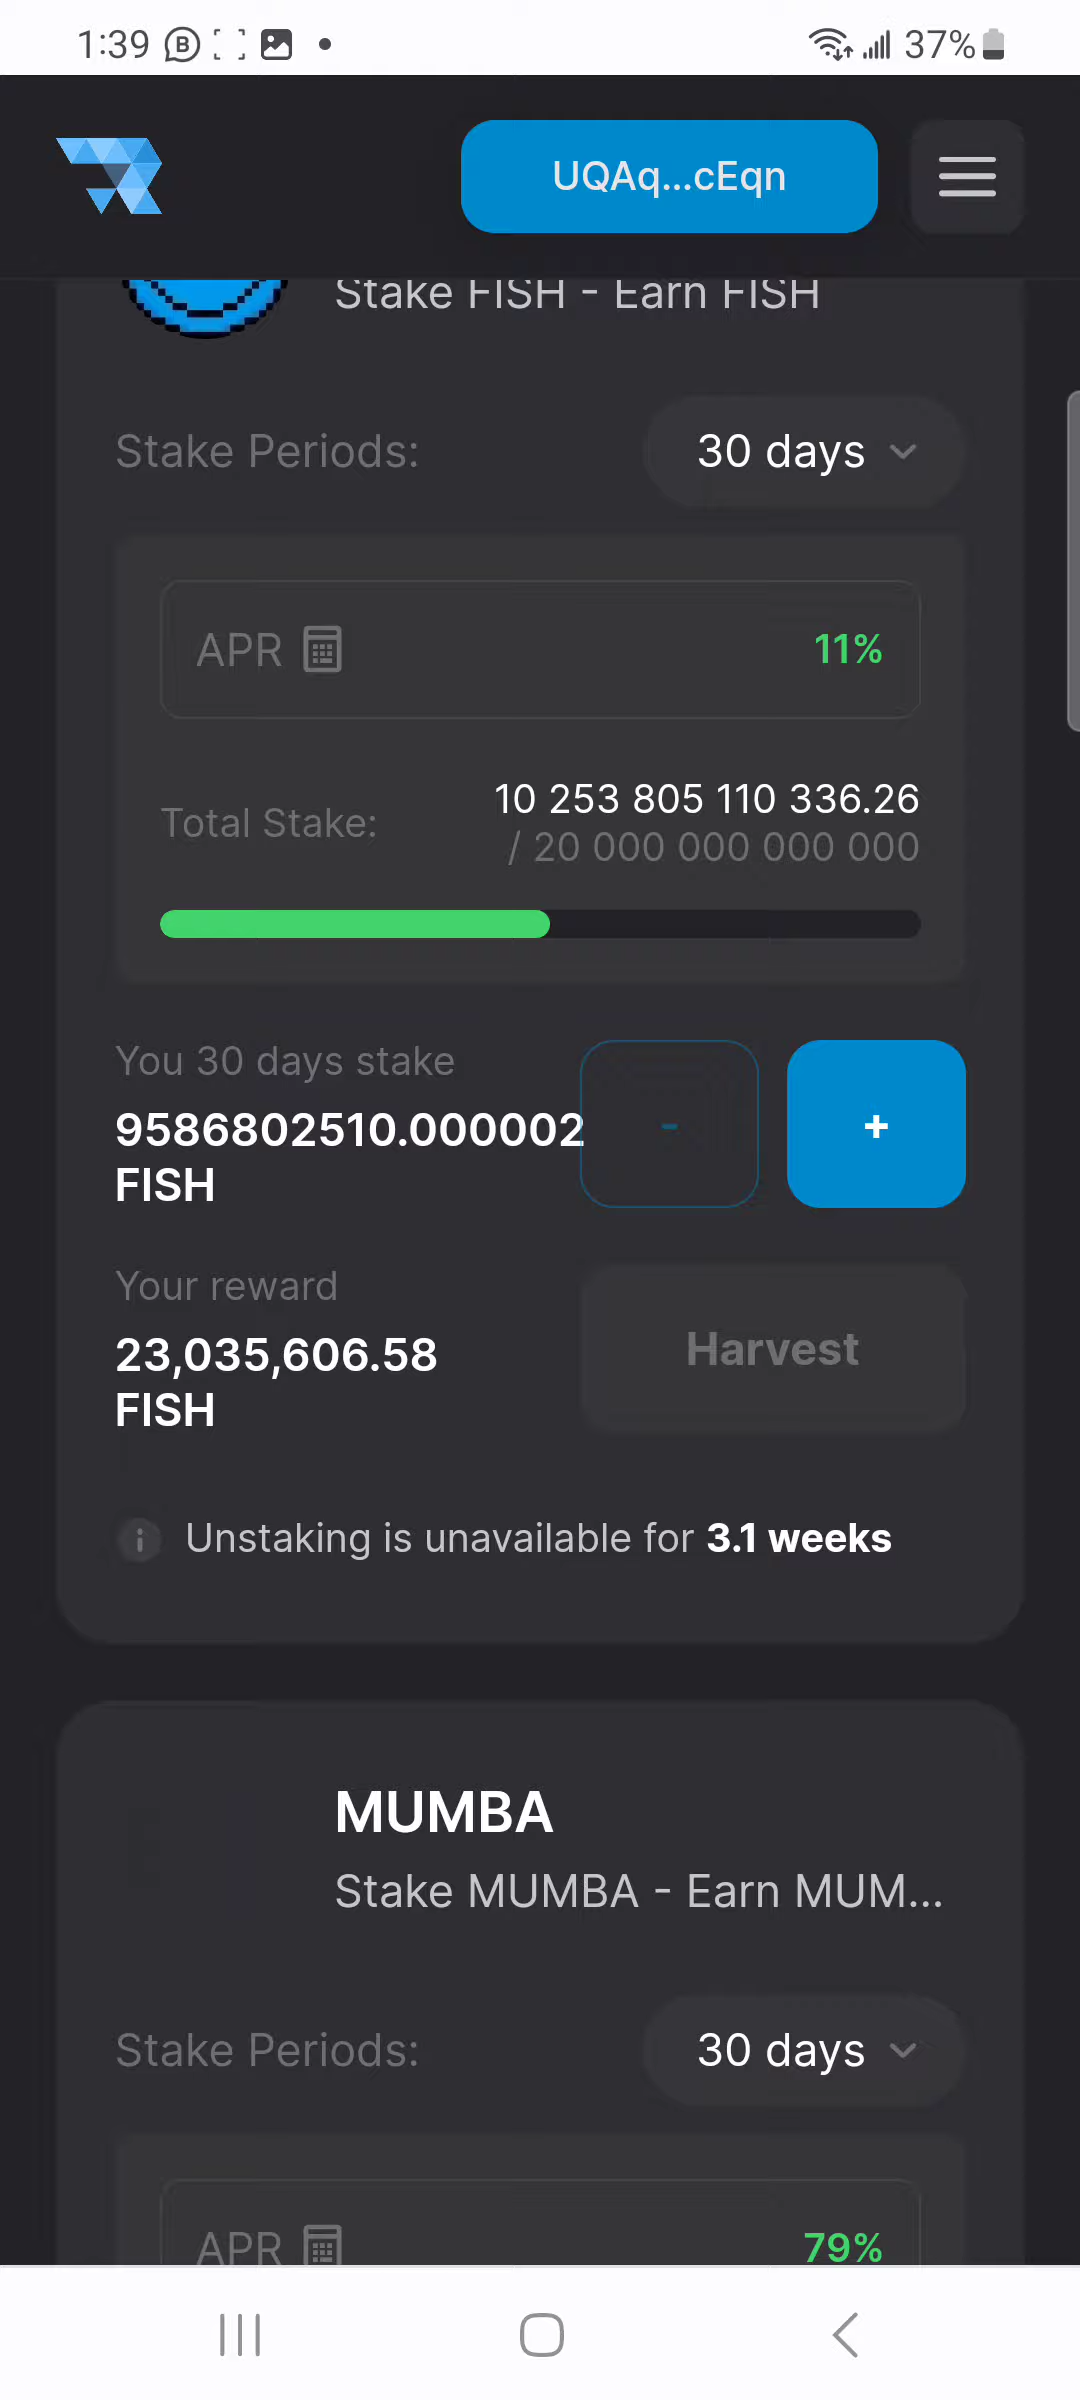 1:39
37%
UQAq...cEqn
Stake FISH - Earn FISH
Stake Periods:
30 days
APR
11%
Total Stake:
10 253 805 110 336.26
/ 20 000 000 000 000
You 30 days stake
9586802510.000002
FISH
-
+
Your reward
23,035,606.58
FISH
Harvest
Unstaking is unavailable for 3.1 weeks
MUMBA
Stake MUMBA - Earn MUM...
Stake Periods:
30 days
APR
79%